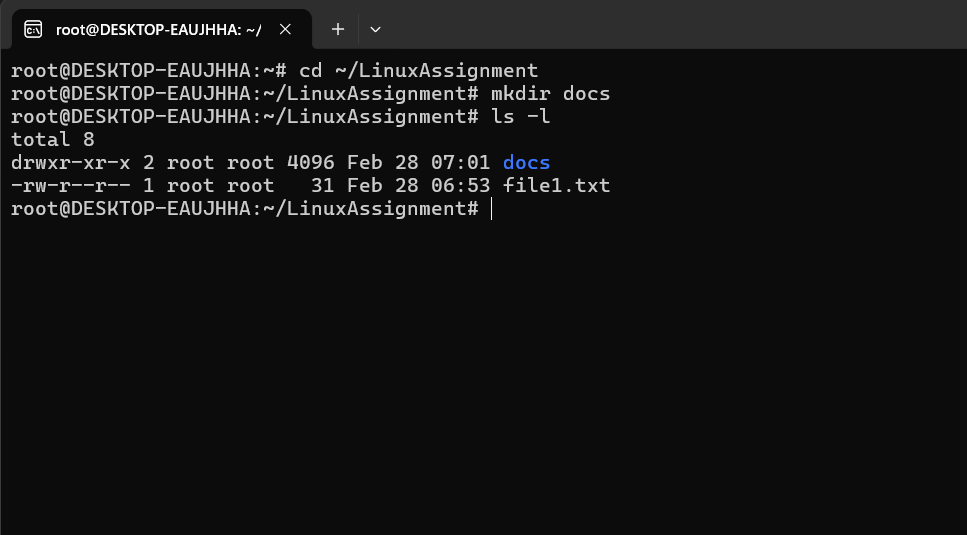 root@DESKTOP-EAUJHHA: ~/
root@DESKTOP-EAUJHHA:~# cd ~/LinuxAssignment
root@DESKTOP-EAUJHHA:~/LinuxAssignment# mkdir docs
root@DESKTOP-EAUJHHA:~/LinuxAssignment# ls -l
total 8
drwxr-xr-x 2 root root 4096 Feb 28 07:01 docs
-rw-r--r-- 1 root root   31 Feb 28 06:53 file1.txt
root@DESKTOP-EAUJHHA:~/LinuxAssignment#